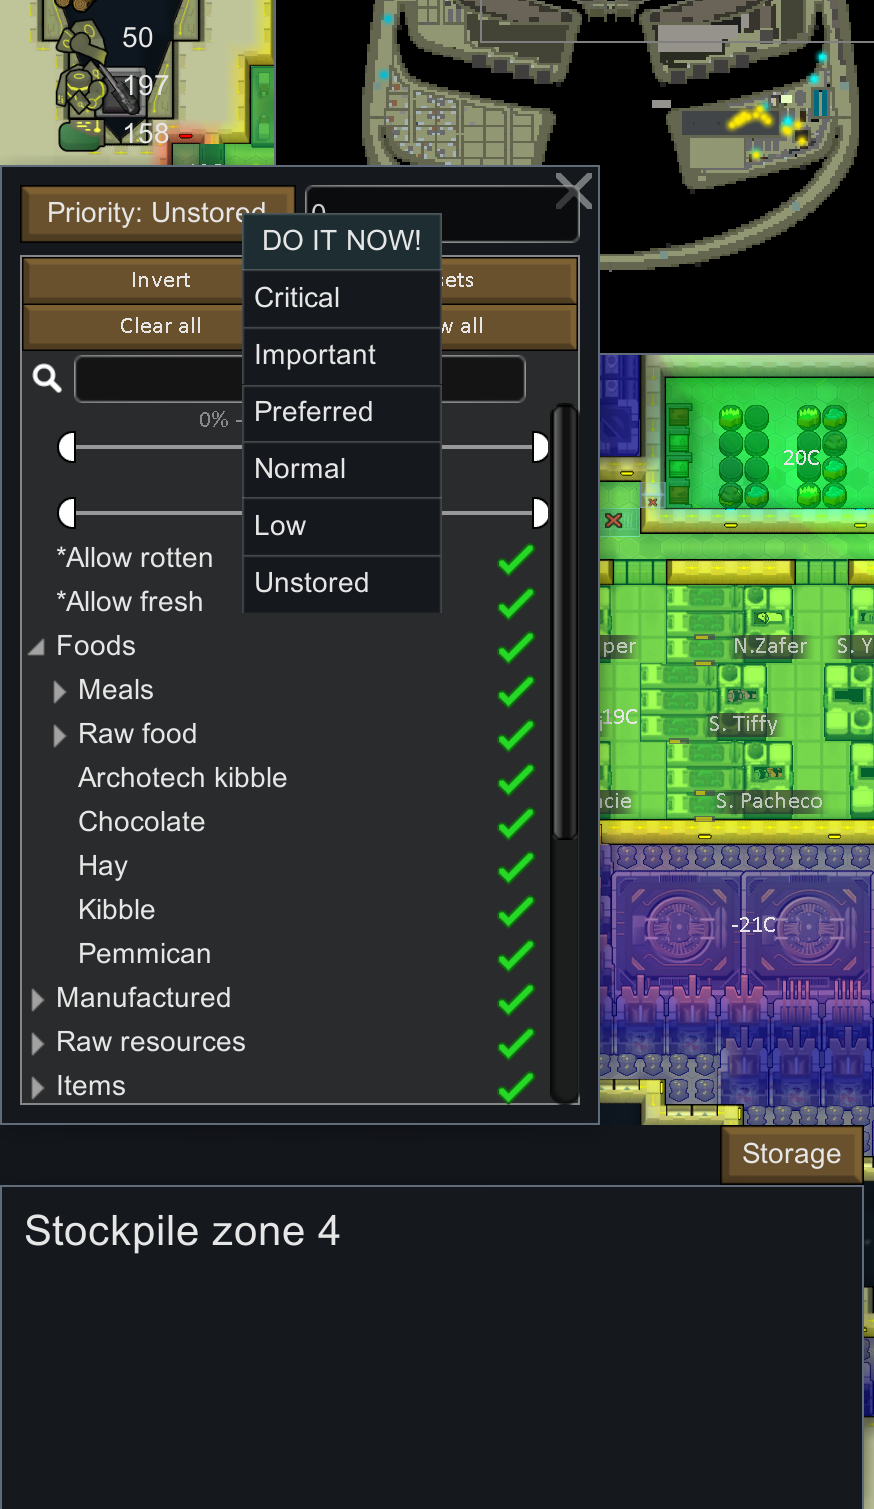 50
197
158
Priority: Unstored
DO IT NOW!
Invert
Critical
Clear all
Important
0% -
Preferred
20C
Normal
Low
*Allow rotten
Unstored
*Allow fresh
Foods
N.Zafer
Meals
19C
S. Tiffy
Raw food
Archotech kibble
S. Pacheco
Chocolate
Hay
Kibble
-21C
Pemmican
Manufactured
Raw resources
Items
Storage
Stockpile zone 4